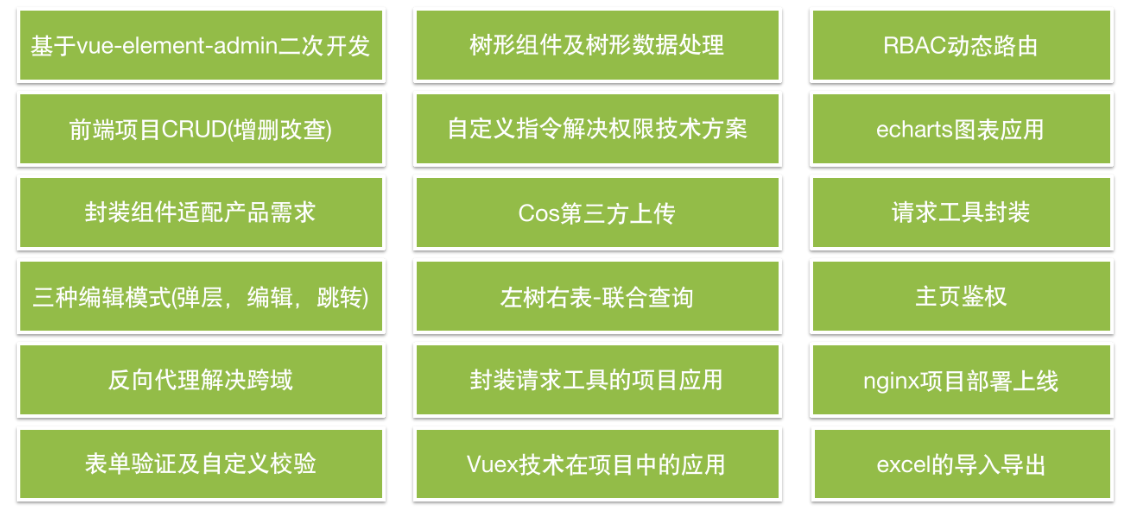 基于vue-element-admin二次开发
树形组件及树形数据处理
RBAC动态路由
前端项目CRUD(增删改查)
自定义指令解决权限技术方案
echarts图表应用
封装组件适配产品需求
Cos第三方上传
请求工具封装
三种编辑模式(弹层，编辑，跳转)
左树右表-联合查询
主页鉴权
反向代理解决跨域
封装请求工具的项目应用
nginx项目部署上线
表单验证及自定义校验
Vuex技术在项目中的应用
excel的导入导出